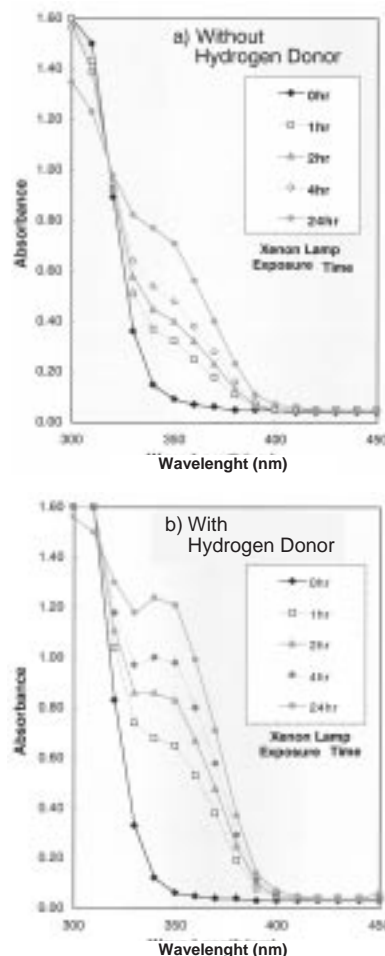 a) Without
Hydrogen Donor
1.60
1.40
1.20
1.00
0.80
0.60
0.40
0.20
0.00
Absorbance
0hr
1hr
2hr
4hr
24hr
Xenon Lamp
Exposure Time
300
350
400
450
Wavelenght (nm)
b) With
Hydrogen Donor
1.60
1.40
1.20
1.00
0.80
0.60
0.40
0.20
0.00
Absorbance
0hr
1hr
2hr
4hr
24hr
Xenon Lamp
Exposure Time
300
350
400
450
Wavelenght (nm)